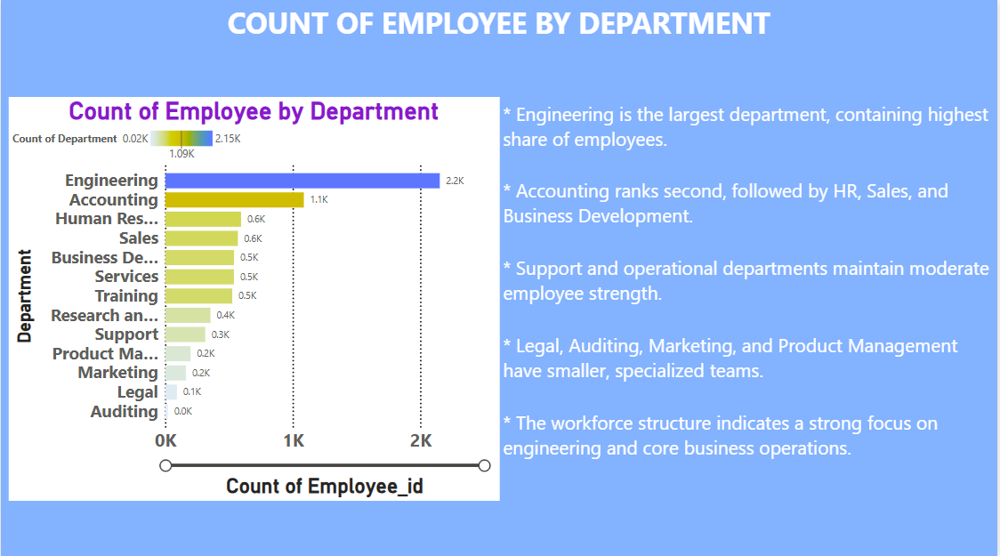 COUNT OF EMPLOYEE BY DEPARTMENT
Count of Employee by Department
Count of Department 0.02K 2.15K
1.09K
Engineering 2.2K
Accounting 1.1K
Human Res... 0.6K
Sales 0.6K
Business De... 0.5K
Services 0.5K
Training 0.5K
Research an... 0.4K
Support 0.3K
Product Ma... 0.2K
Marketing 0.2K
Legal 0.1K
Auditing 0.0K
Department
0K 1K 2K
Count of Employee_id
* Engineering is the largest department, containing highest
share of employees.
* Accounting ranks second, followed by HR, Sales, and
Business Development.
* Support and operational departments maintain moderate
employee strength.
* Legal, Auditing, Marketing, and Product Management
have smaller, specialized teams.
* The workforce structure indicates a strong focus on
engineering and core business operations.